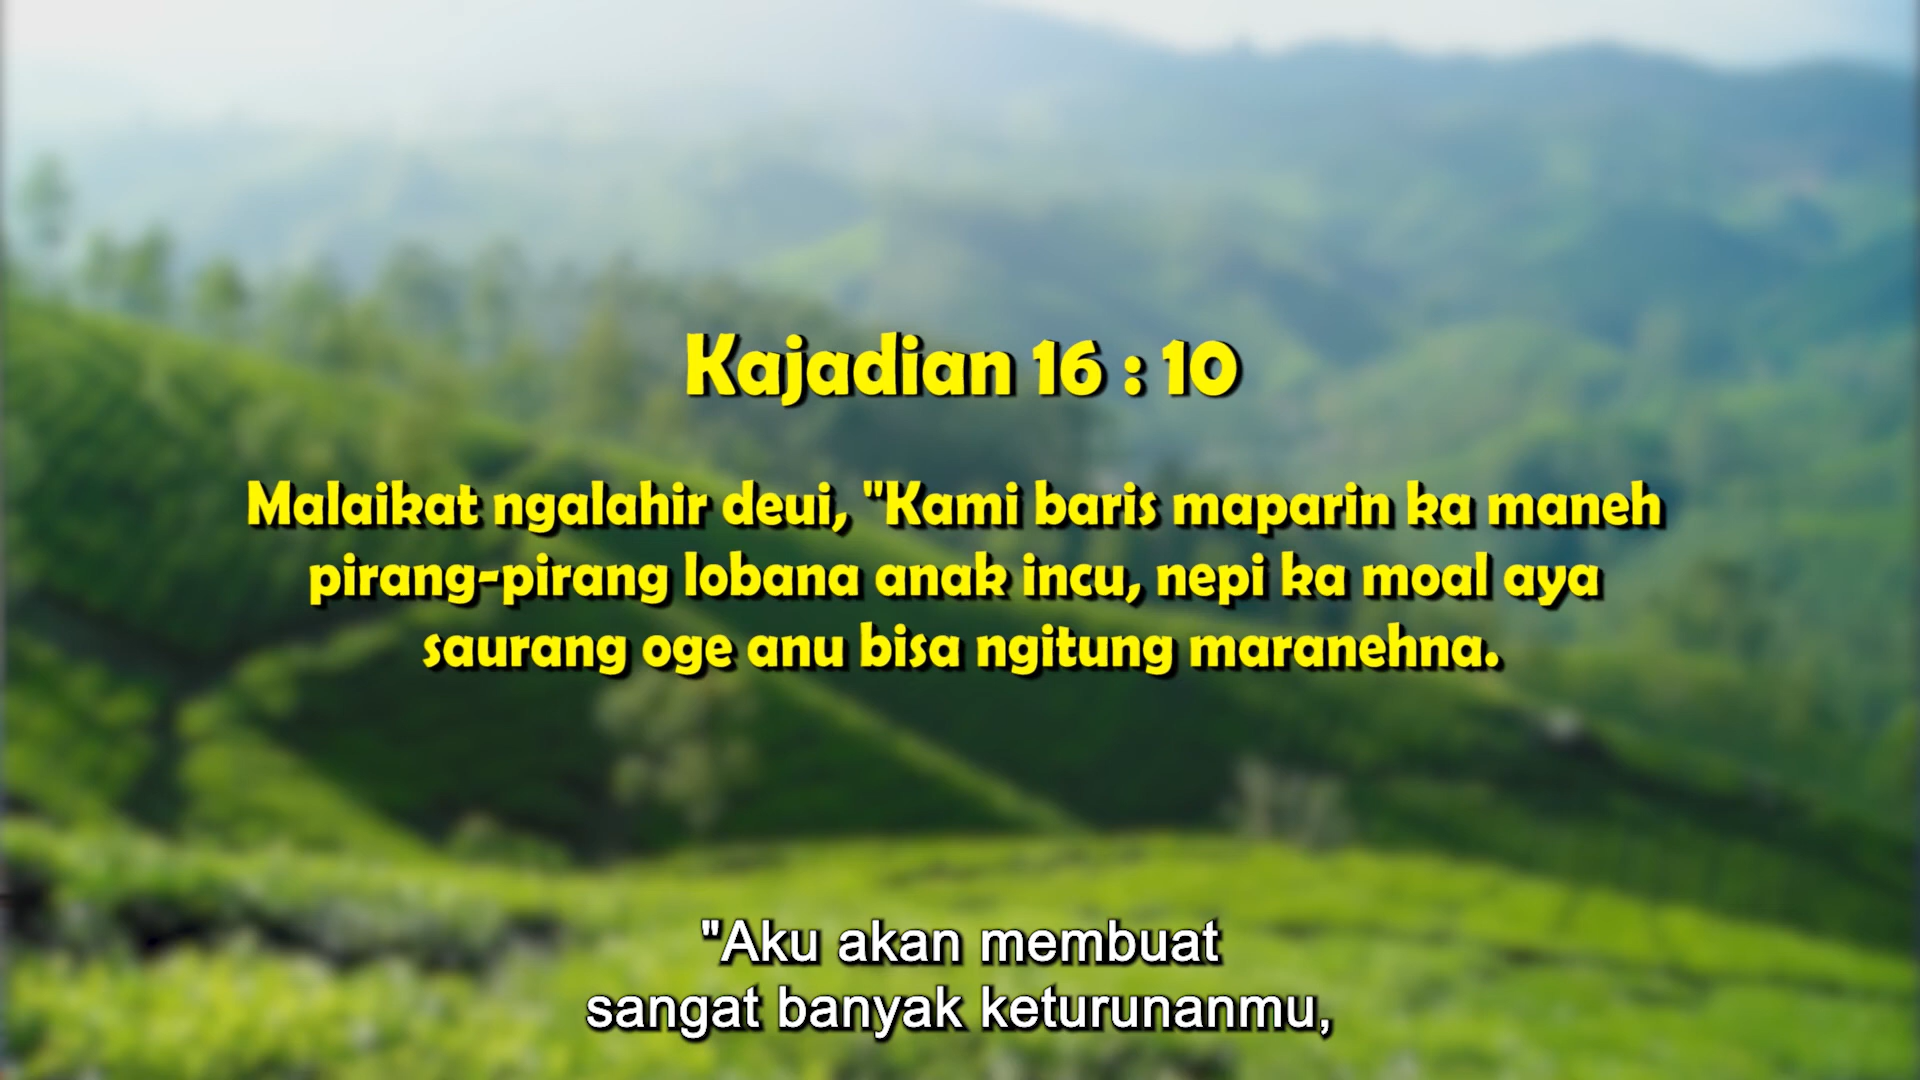 Kajadian 16 : 10
Malaikat ngalahir deui, "Kami baris maparin ka maneh
pirang-pirang lobana anak incu, nepi ka moal aya
saurang oge anu bisa ngitung maranehna.
"Aku akan membuat
sangat banyak keturunanmu,